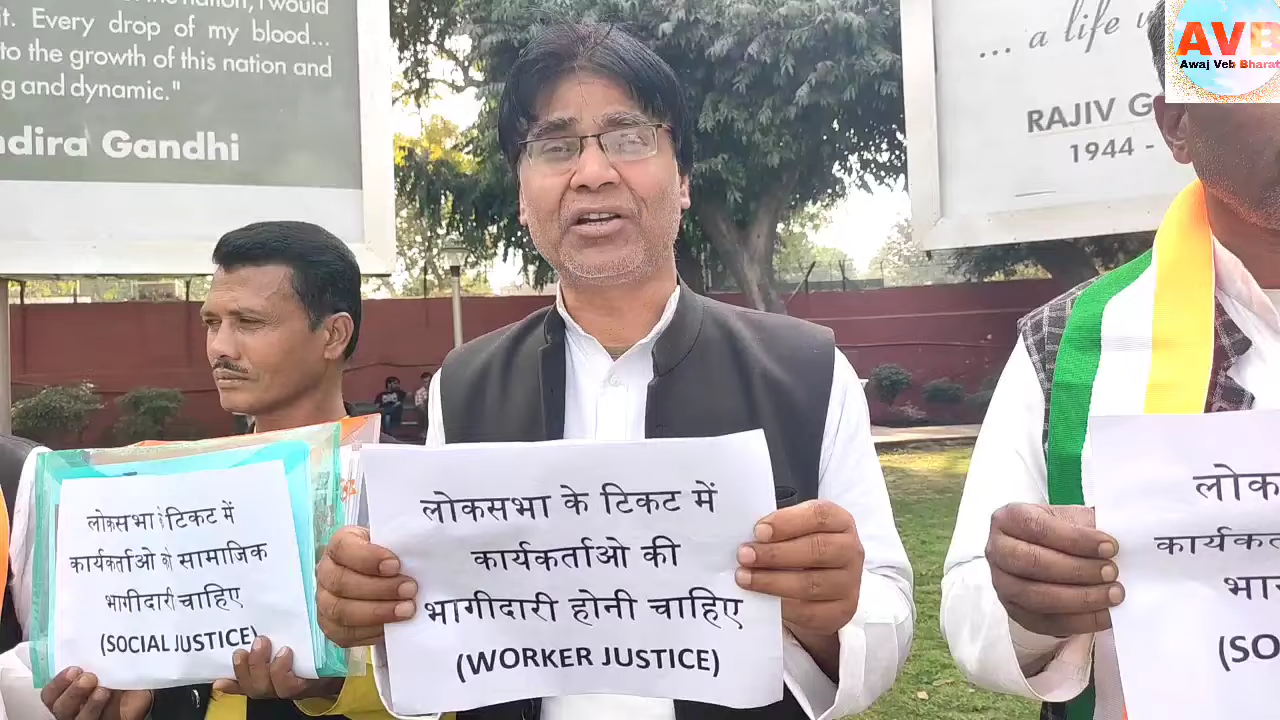 of the nation, I would
it. Every drop of my blood...
to the growth of this nation and
g and dynamic."
ndira Gandhi
... a life
RAJIV G
1944 -
AVB
Awaj Veb Bharat
लोकसभा के टिकट में
कार्यकर्ताओ को सामाजिक
भागीदारी चाहिए
(SOCIAL JUSTICE)
लोकसभा के टिकट में
कार्यकर्ताओ की
भागीदारी होनी चाहिए
(WORKER JUSTICE)
लोक
कार्यकर्त
भा
(SO